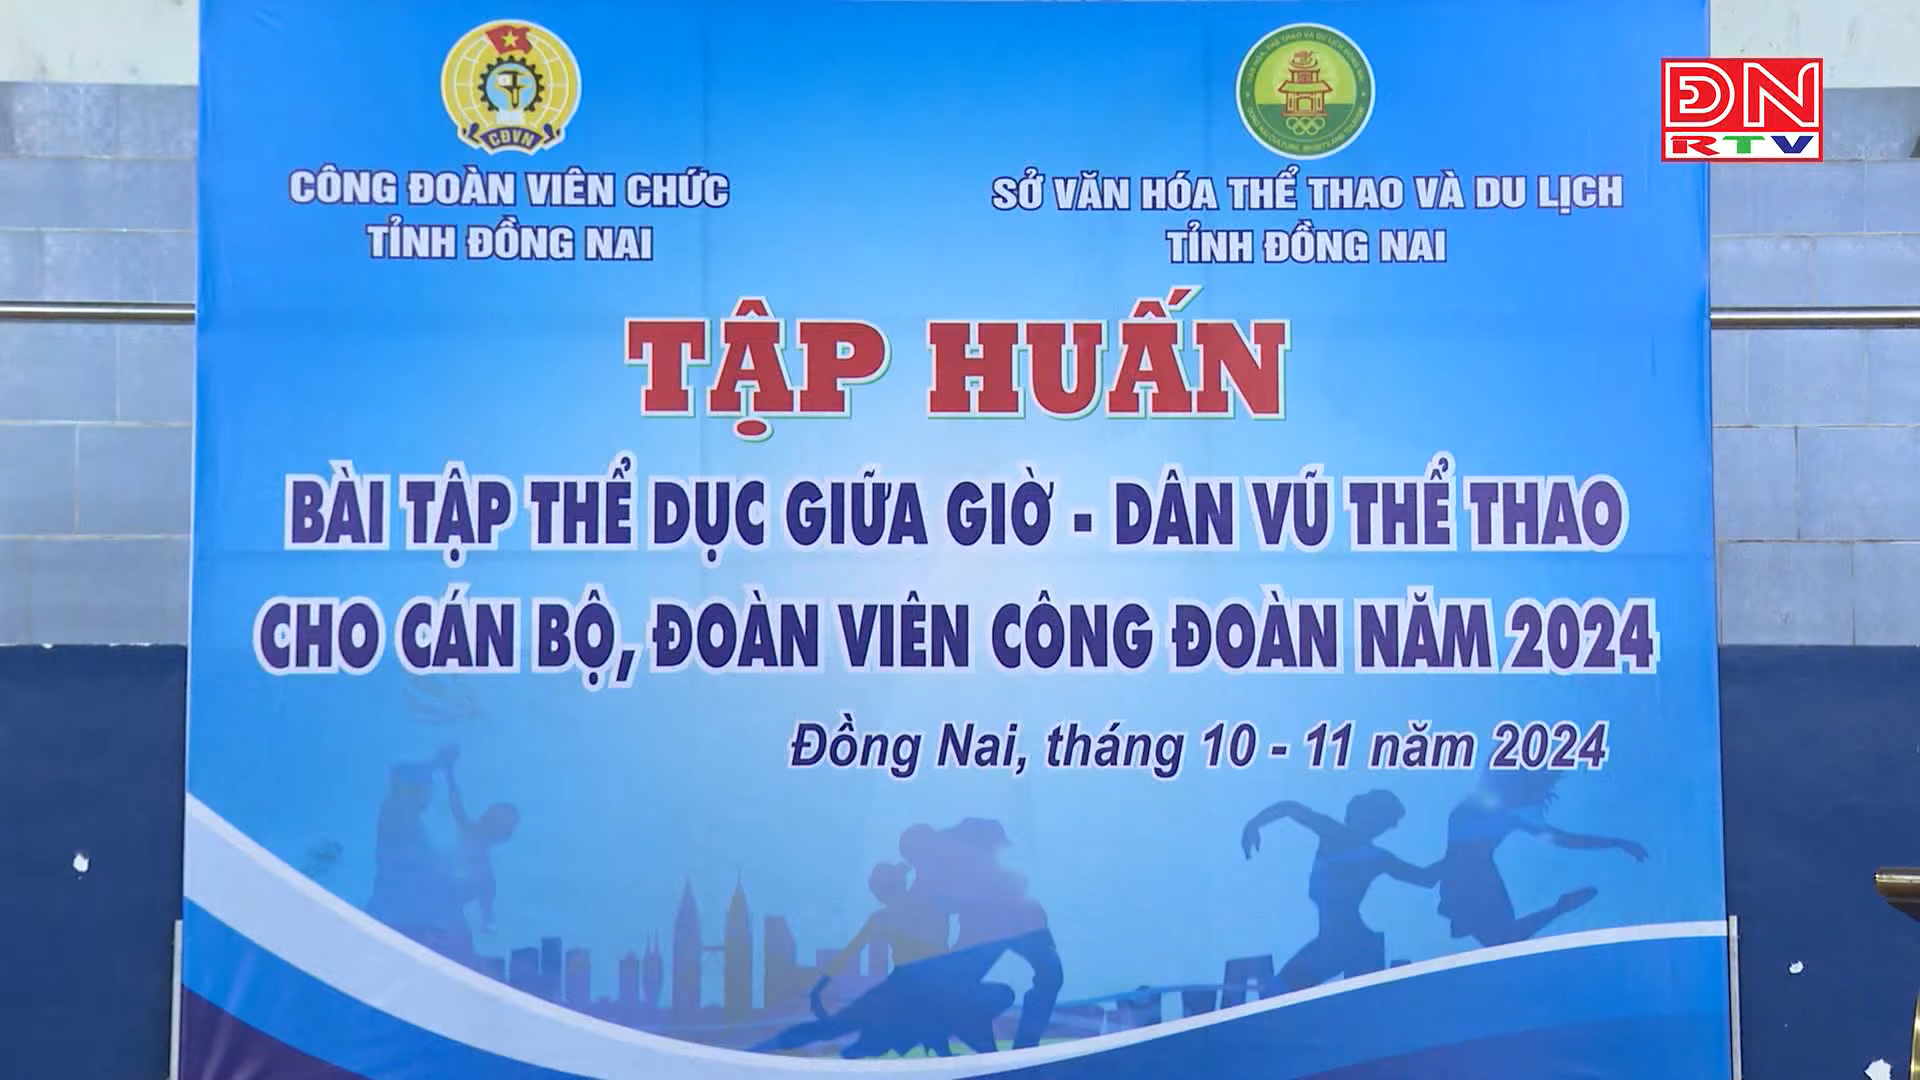 CĐVN
CÔNG ĐOÀN VIÊN CHỨC
TỈNH ĐỒNG NAI
SỞ VĂN HÓA THỂ THAO VÀ DU LỊCH
TỈNH ĐỒNG NAI
ĐN
RTV
TẬP HUẤN
BÀI TẬP THỂ DỤC GIỮA GIỜ - DÂN VŨ THỂ THAO
CHO CÁN BỘ, ĐOÀN VIÊN CÔNG ĐOÀN NĂM 2024
Đồng Nai, tháng 10 - 11 năm 2024